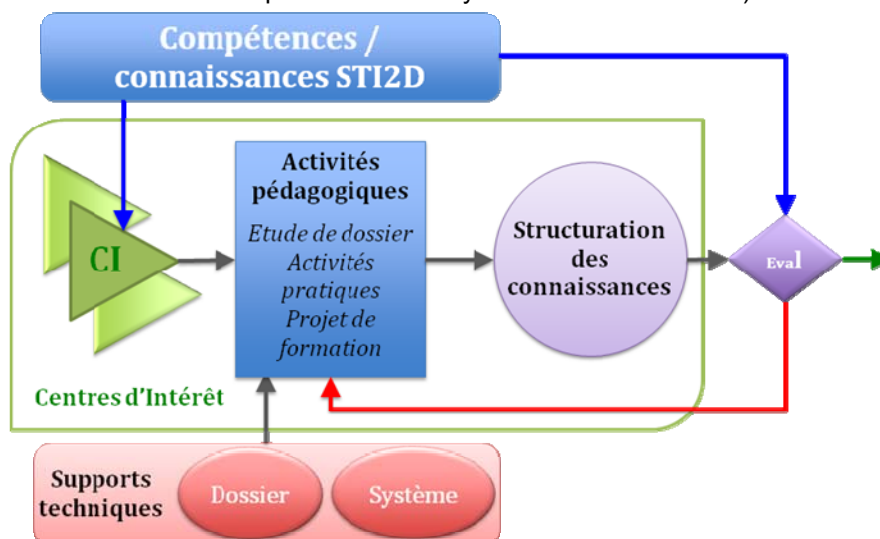 Compétences /
connaissances STI2D
Activités
pédagogiques
Etude de dossier
Activités
pratiques
Projet de
formation
CI
Structuration
des
connaissances
Eval
Centres d'Intérêt
Supports
techniques
Dossier
Système